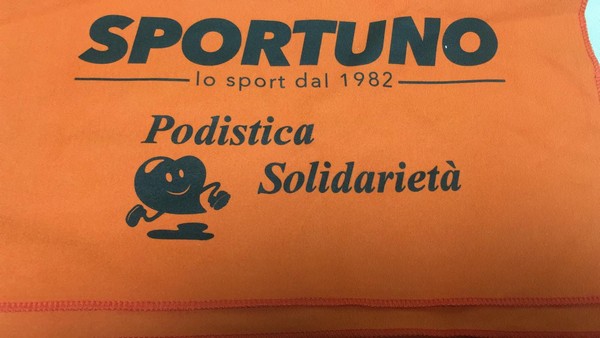 SPORTUNO
lo sport dal 1982
Podistica
Solidarietà